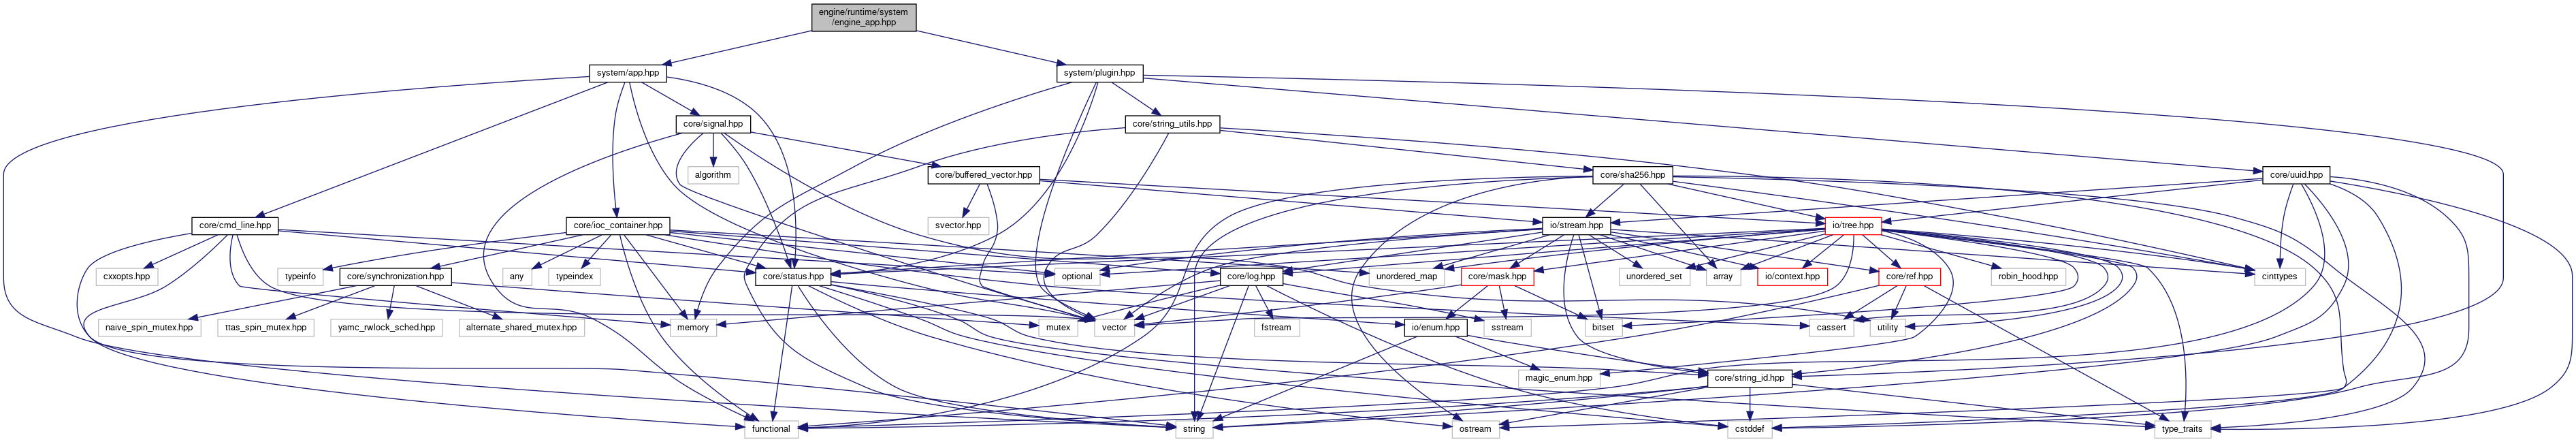 engine/runtime/system
/engine_app.hpp
system/app.hpp
system/plugin.hpp
core/signal.hpp
core/string_utils.hpp
algorithm
core/buffered_vector.hpp
core/sha256.hpp
core/uuid.hpp
core/cmd_line.hpp
core/ioc_container.hpp
svector.hpp
io/stream.hpp
io/tree.hpp
cxxopts.hpp
typeinfo
core/synchronization.hpp
any
typeindex
core/status.hpp
optional
core/log.hpp
unordered_map
core/mask.hpp
unordered_set
array
io/context.hpp
core/ref.hpp
robin_hood.hpp
cinttypes
naive_spin_mutex.hpp
ttas_spin_mutex.hpp
yamc_rwlock_sched.hpp
alternate_shared_mutex.hpp
memory
mutex
vector
fstream
io/enum.hpp
sstream
bitset
cassert
utility
magic_enum.hpp
core/string_id.hpp
functional
string
ostream
cstddef
type_traits